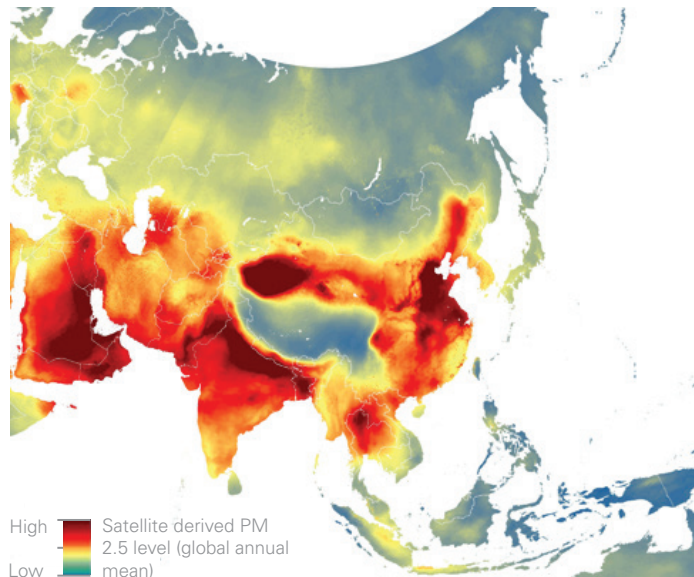 High
Low
Satellite derived PM
2.5 level (global annual
mean)